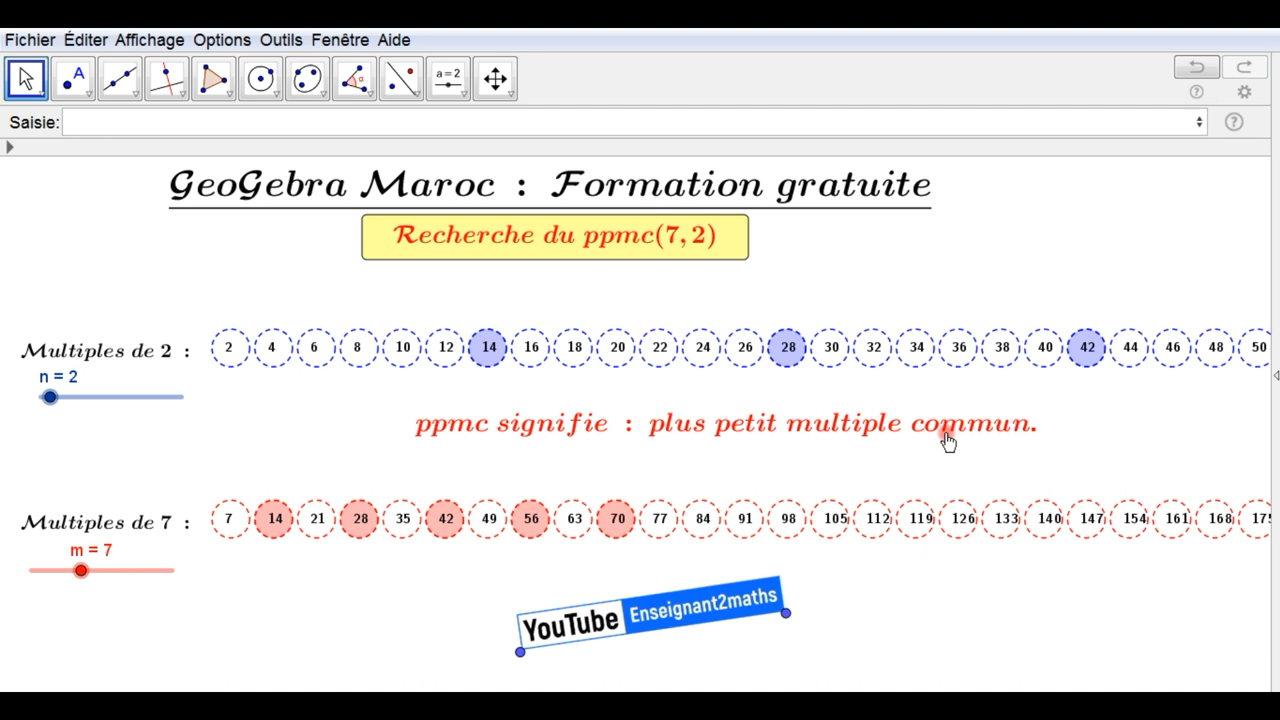 Fichier Éditer Affichage Options Outils Fenêtre Aide
A α a = 2
Saisie:
GeoGebra Maroc : Formation gratuite
Recherche du ppmc(7, 2)
Multiples de 2 : 2 4 6 8 10 12 14 16 18 20 22 24 26 28 30 32 34 36 38 40 42 44 46 48 50
n = 2
ppmc signifie : plus petit multiple commun.
Multiples de 7 : 7 14 21 28 35 42 49 56 63 70 77 84 91 98 105 112 119 126 133 140 147 154 161 168 175
m = 7
YouTube Enseignant2maths